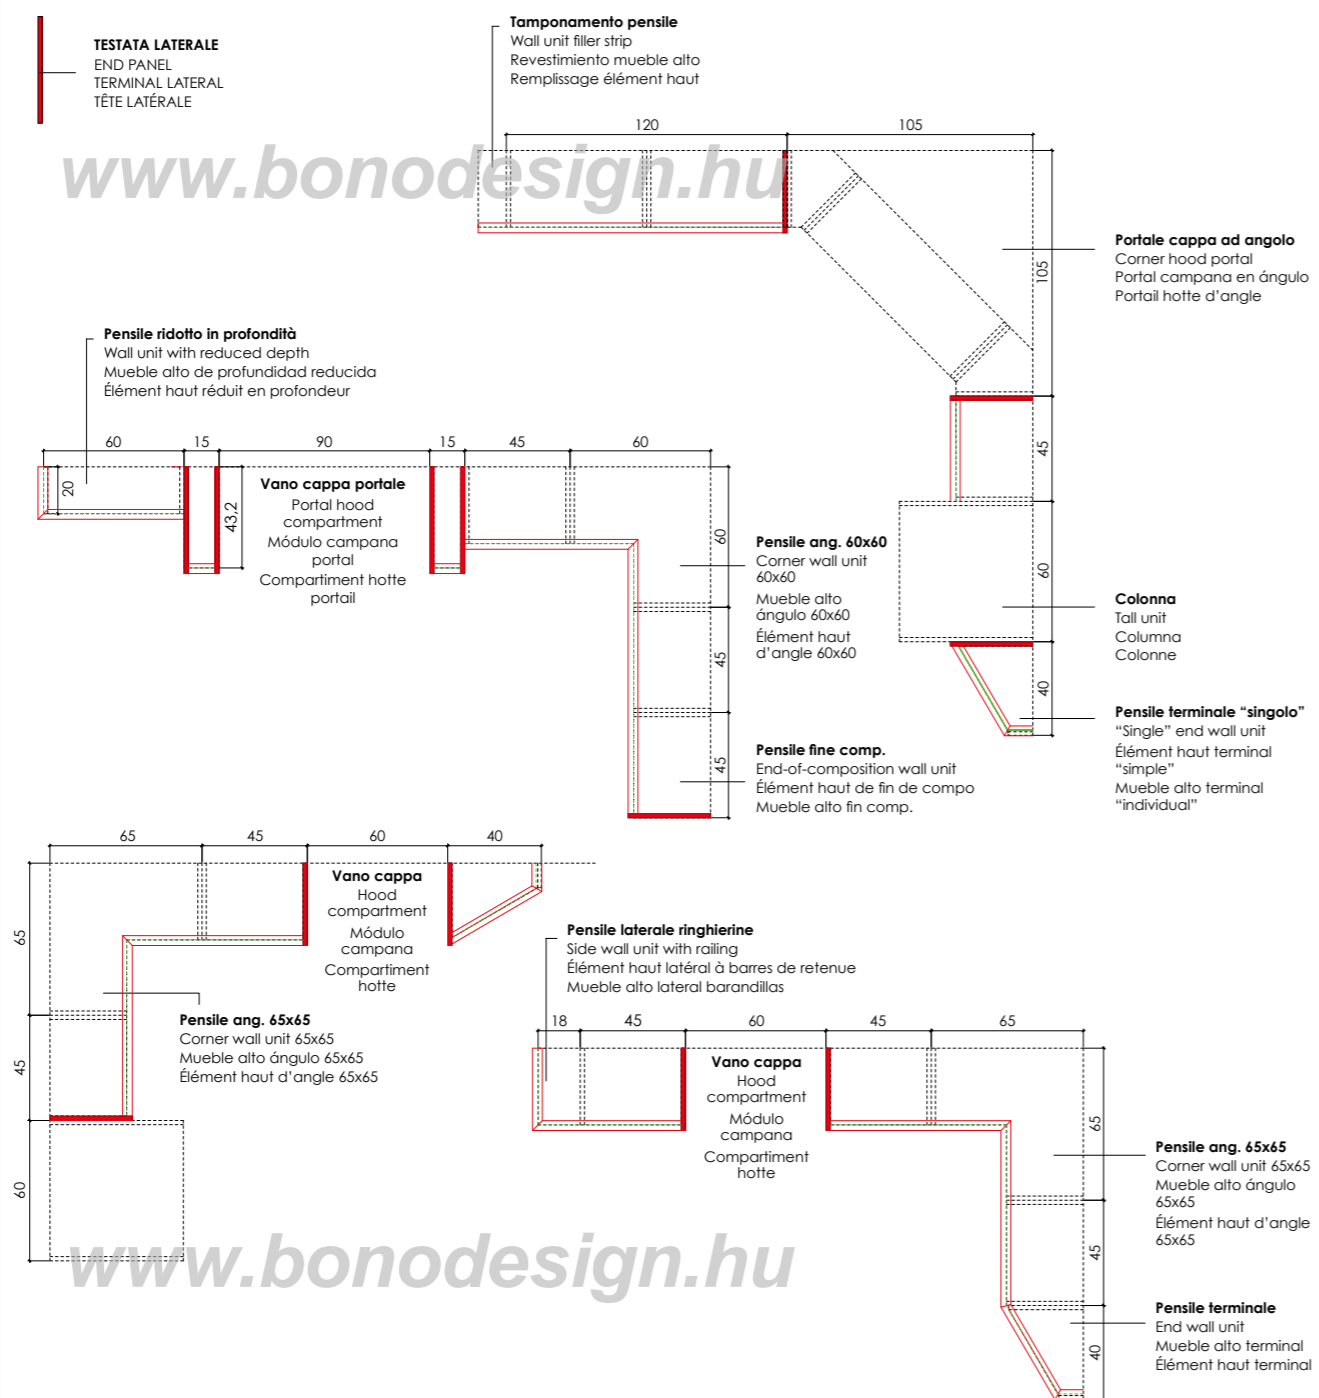 TESTATA LATERALE
END PANEL
TERMINAL LATERAL
TÊTE LATÉRALE
Tamponamento pensile
Wall unit filler strip
Revestimiento mueble alto
Remplissage élément haut
120
105
www.bonodesign.hu
105
Portale cappa ad angolo
Corner hood portal
Portal campana en ángulo
Portail hotte d'angle
Pensile ridotto in profondità
Wall unit with reduced depth
Mueble alto de profundidad reducida
Élément haut réduit en profondeur
60
15
90
15
45
60
45
20
43,2
Vano cappa portale
Portal hood
compartment
Módulo campana
portal
Compartiment hotte
portail
60
Pensile ang. 60x60
Corner wall unit
60x60
Mueble alto
ángulo 60x60
Élément haut
d'angle 60x60
60
Colonna
Tall unit
Columna
Colonne
45
40
Pensile terminale “singolo”
“Single” end wall unit
Élément haut terminal
“simple”
Mueble alto terminal
“individual”
45
Pensile fine comp.
End-of-composition wall unit
Élément haut de fin de compo
Mueble alto fin comp.
65
45
60
40
65
Vano cappa
Hood
compartment
Módulo
campana
Compartiment
hotte
Pensile laterale ringhierine
Side wall unit with railing
Élément haut latéral à barres de retenue
Mueble alto lateral barandillas
Pensile ang. 65x65
Corner wall unit 65x65
Mueble alto ángulo 65x65
Élément haut d'angle 65x65
45
60
18
45
60
45
65
Vano cappa
Hood
compartment
Módulo
campana
Compartiment
hotte
65
Pensile ang. 65x65
Corner wall unit 65x65
Mueble alto ángulo
65x65
Élément haut d'angle
65x65
45
www.bonodesign.hu
40
Pensile terminale
End wall unit
Mueble alto terminal
Élément haut terminal